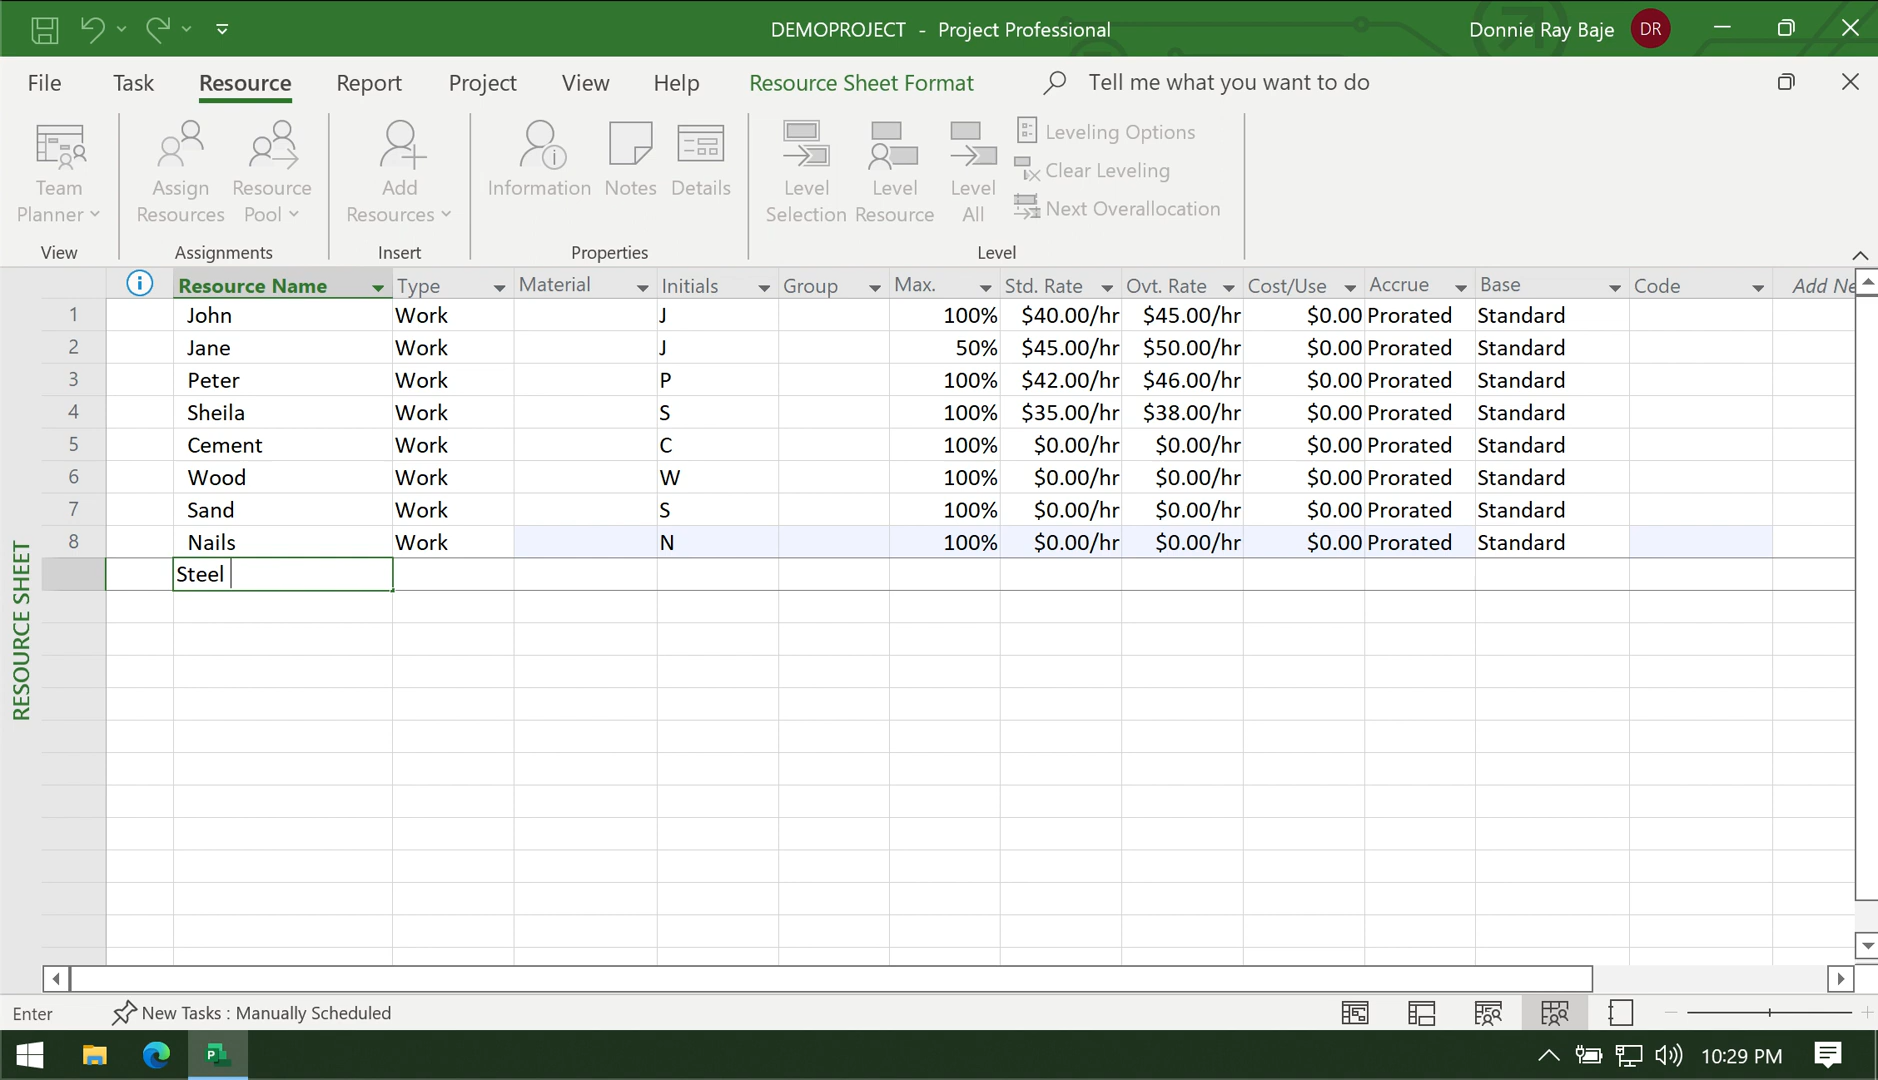 DEMOPROJECT - Project Professional
Donnie Ray Baje DR
File Task Resource Report Project View Help Resource Sheet Format Tell me what you want to do
Team Planner
View
Assign Resources
Resource Pool
Assignments
Add Resources
Insert
Information Notes Details
Properties
Level Selection
Level Resource
Level All
Leveling Options
Clear Leveling
Next Overallocation
Level
Resource Name Type Material Initials Group Max. Std. Rate Ovt. Rate Cost/Use Accrue Base Code Add Ne
1 John Work J 100% $40.00/hr $45.00/hr $0.00 Prorated Standard
2 Jane Work J 50% $45.00/hr $50.00/hr $0.00 Prorated Standard
3 Peter Work P 100% $42.00/hr $46.00/hr $0.00 Prorated Standard
4 Sheila Work S 100% $35.00/hr $38.00/hr $0.00 Prorated Standard
5 Cement Work C 100% $0.00/hr $0.00/hr $0.00 Prorated Standard
6 Wood Work W 100% $0.00/hr $0.00/hr $0.00 Prorated Standard
7 Sand Work S 100% $0.00/hr $0.00/hr $0.00 Prorated Standard
8 Nails Work N 100% $0.00/hr $0.00/hr $0.00 Prorated Standard
Steel
RESOURCE SHEET
Enter New Tasks : Manually Scheduled
10:29 PM